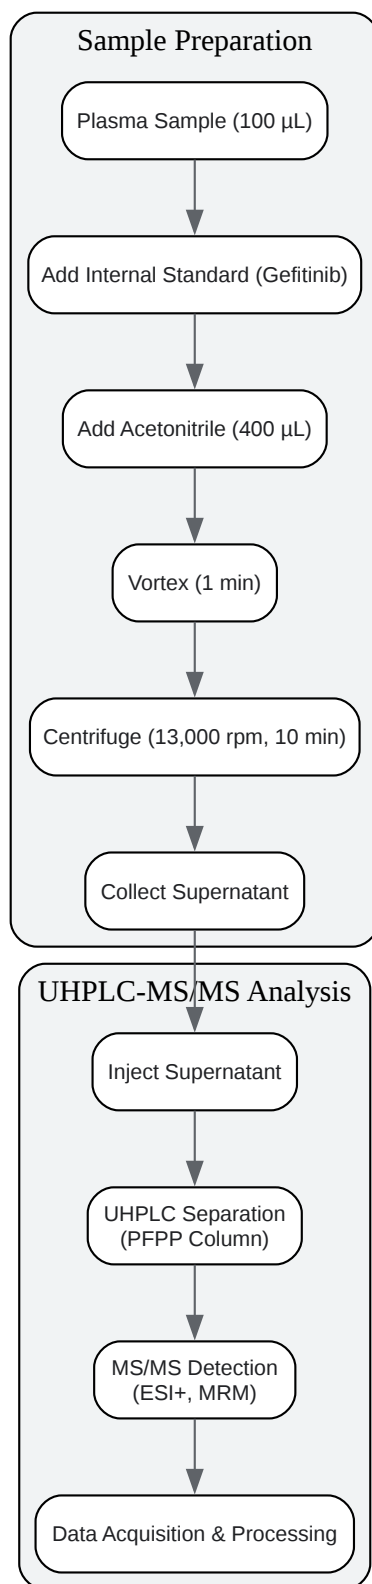 Sample Preparation
Plasma Sample (100 µL)
Add Internal Standard (Gefitinib)
Add Acetonitrile (400 µL)
Vortex (1 min)
Centrifuge (13,000 rpm, 10 min)
Collect Supernatant
UHPLC-MS/MS Analysis
Inject Supernatant
UHPLC Separation
(PFPP Column)
MS/MS Detection
(ESI+, MRM)
Data Acquisition & Processing